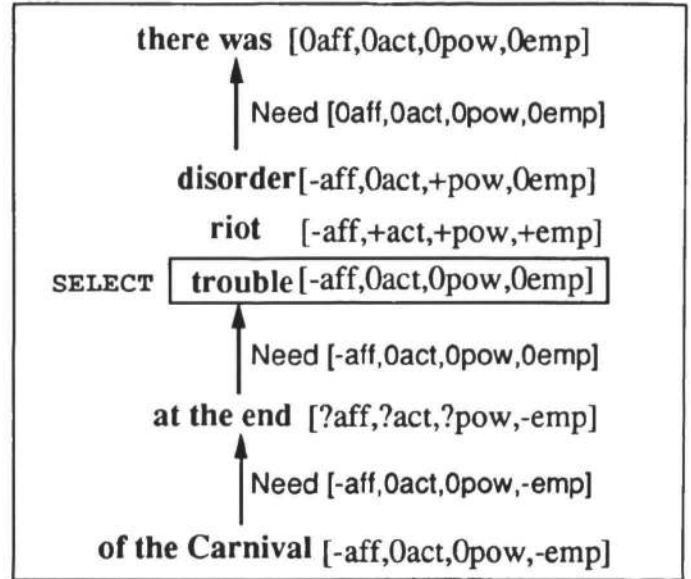 there was [0aff,0act,0pow,0emp]
Need [0aff,0act,0pow,0emp]
disorder[-aff,0act,+pow,0emp]
riot [-aff,+act,+pow,+emp]
SELECT trouble[-aff,0act,0pow,0emp]
Need [-aff,0act,0pow,0emp]
at the end [?aff,?act,?pow,-emp]
Need [-aff,0act,0pow,-emp]
of the Carnival [-aff,0act,0pow,-emp]